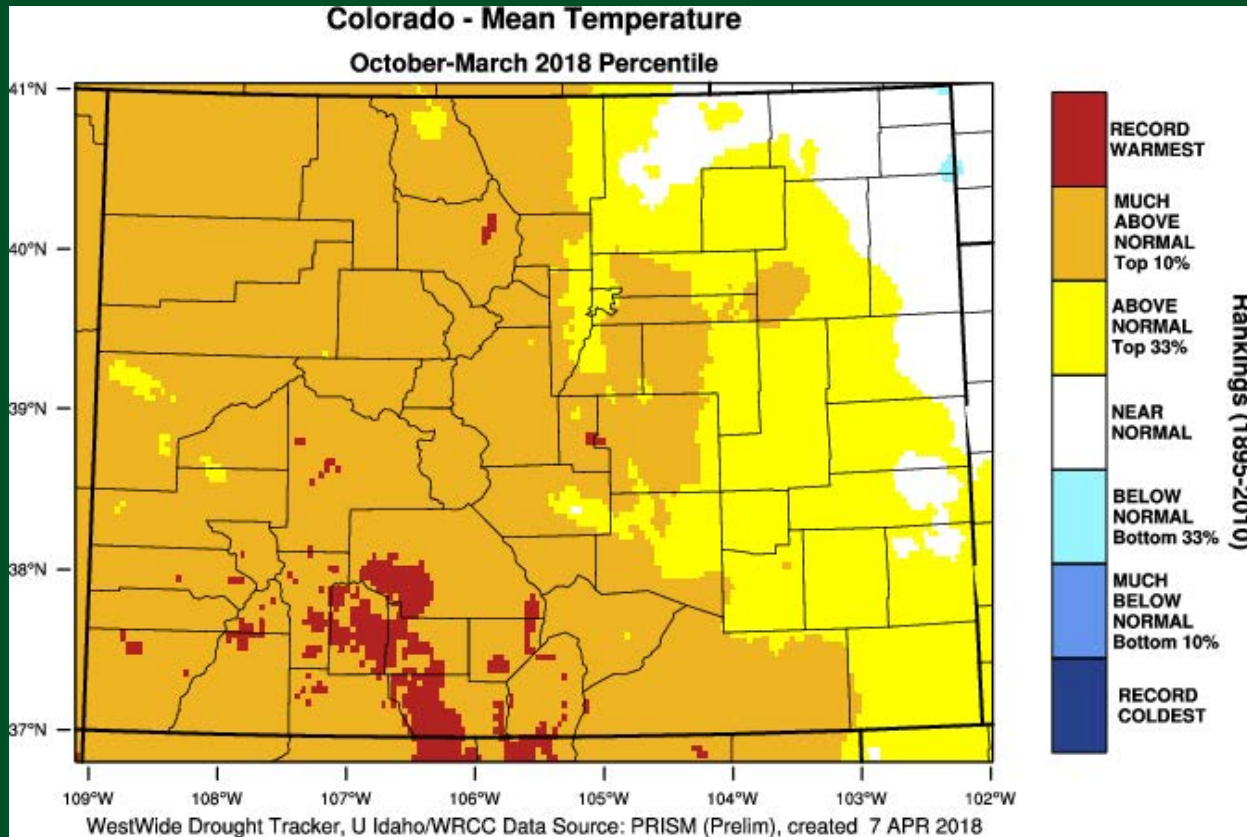 Colorado - Mean Temperature
October-March 2018 Percentile
41°N
40°N
39°N
38°N
37°N
109°W
108°W
107°W
106°W
105°W
104°W
103°W
102°W
RECORD
WARMEST
MUCH
ABOVE
NORMAL
Top 10%
ABOVE
NORMAL
Top 33%
NEAR
NORMAL
BELOW
NORMAL
Bottom 33%
MUCH
BELOW
NORMAL
Bottom 10%
RECORD
COLDEST
Rankings (1895-2010)
WestWide Drought Tracker, U Idaho/WRCC Data Source: PRISM (Prelim), created 7 APR 2018